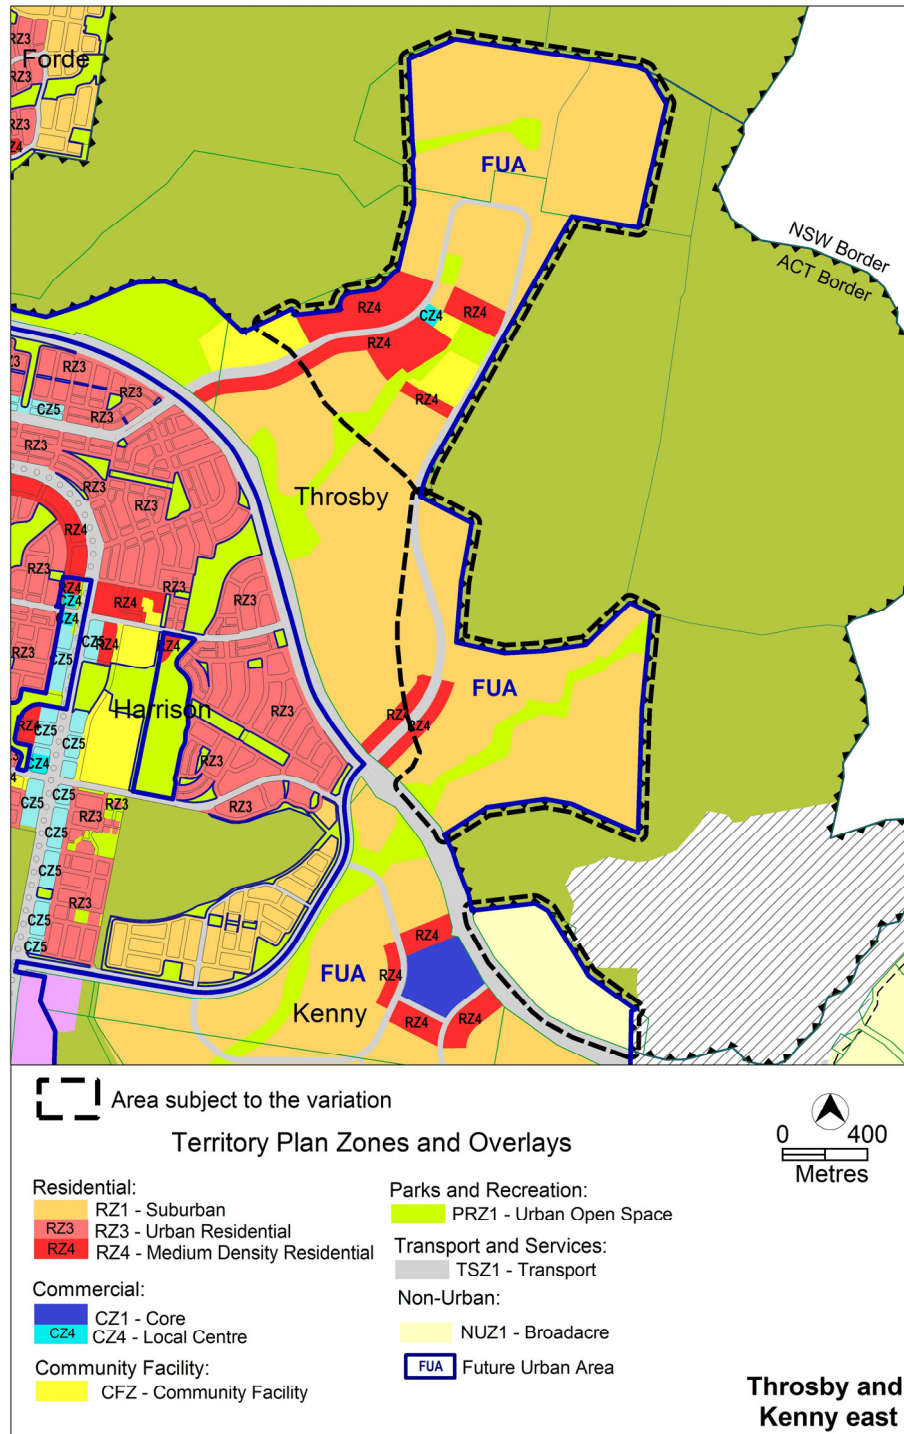 RZ3
Forde
RZ3
RZ3
RZ4
FUA
NSW Border
ACT Border
RZ4
CZ4
RZ4
RZ4
RZ4
RZ3
RZ3
RZ3
CZ5
RZ3
RZ3
RZ3
RZ3
Throsby
RZ4
RZ3
RZ3
RZ4
CZ4
RZ4
RZ3
CZ4
CZ5
RZ4
RZ4
RZ3
CZ5
FUA
Harrison
RZ3
RZ4
RZ4
RZ4
CZ5
CZ5
CZ4
RZ3
CZ5
RZ3
RZ3
RZ3
CZ5
CZ5
RZ3
CZ5
CZ5
RZ4
FUA
RZ4
Kenny
RZ4
RZ4
Area subject to the variation
Territory Plan Zones and Overlays
0 400
Metres
Residential:
RZ1 - Suburban
RZ3 RZ3 - Urban Residential
RZ4 RZ4 - Medium Density Residential
Commercial:
CZ1 - Core
CZ4 CZ4 - Local Centre
Community Facility:
CFZ - Community Facility
Parks and Recreation:
PRZ1 - Urban Open Space
Transport and Services:
TSZ1 - Transport
Non-Urban:
NUZ1 - Broadacre
FUA Future Urban Area
Throsby and
Kenny east